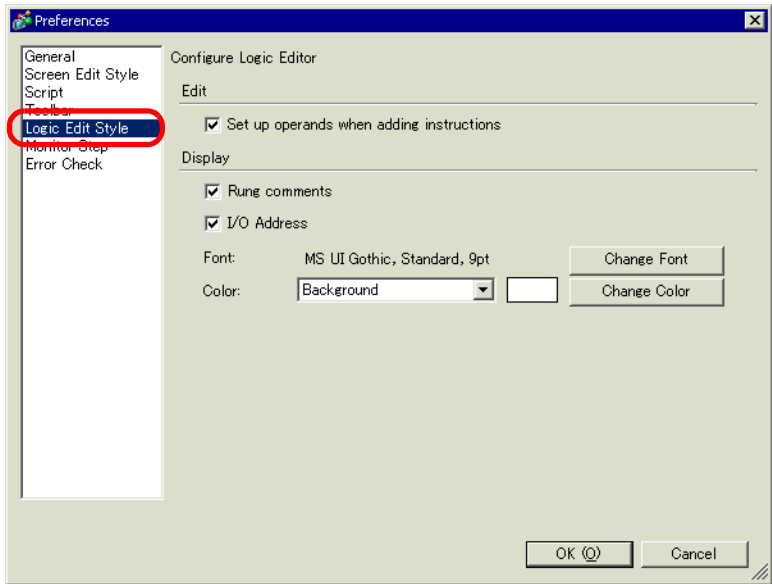 Preferences
General
Screen Edit Style
Script
Toolbar
Logic Edit Style
Monitor Step
Error Check
Configure Logic Editor
Edit
Set up operands when adding instructions
Display
Rung comments
I/O Address
Font: MS UI Gothic, Standard, 9pt Change Font
Color: Background Change Color
OK (O) Cancel